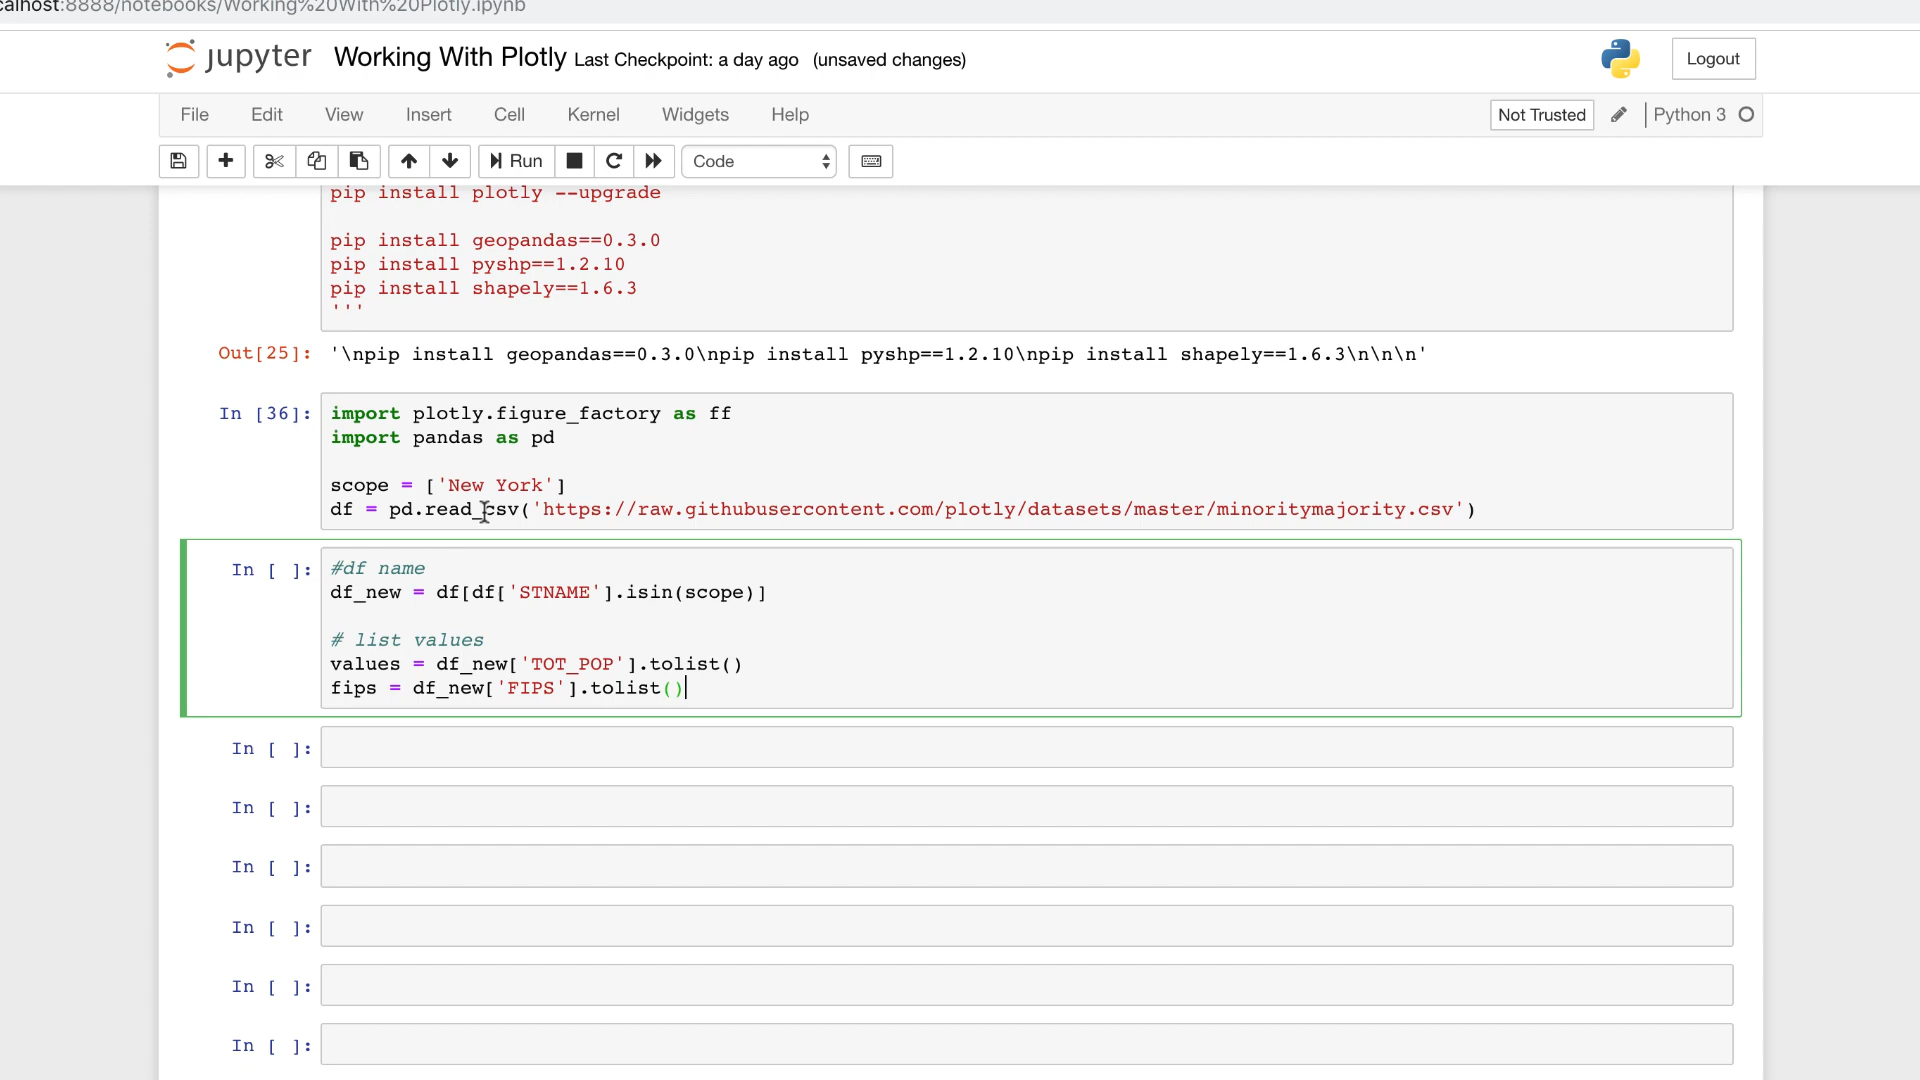 calhost:8888/notebooks/Working%20With%20Plotly.ipynb
jupyter Working With Plotly Last Checkpoint: a day ago (unsaved changes) Logout
File Edit View Insert Cell Kernel Widgets Help Not Trusted Python 3
Run Code
pip install plotly --upgrade
pip install geopandas==0.3.0
pip install pyshp==1.2.10
pip install shapely==1.6.3
'''
Out[25]: '\npip install geopandas==0.3.0\npip install pyshp==1.2.10\npip install shapely==1.6.3\n\n\n'
In [36]: import plotly.figure_factory as ff
import pandas as pd
scope = ['New York']
df = pd.read_csv('https://raw.githubusercontent.com/plotly/datasets/master/minoritymajority.csv')
In [ ]: #df name
df_new = df[df['STNAME'].isin(scope)]
# list values
values = df_new['TOT_POP'].tolist()
fips = df_new['FIPS'].tolist()
In [ ]:
In [ ]:
In [ ]:
In [ ]:
In [ ]:
In [ ]: